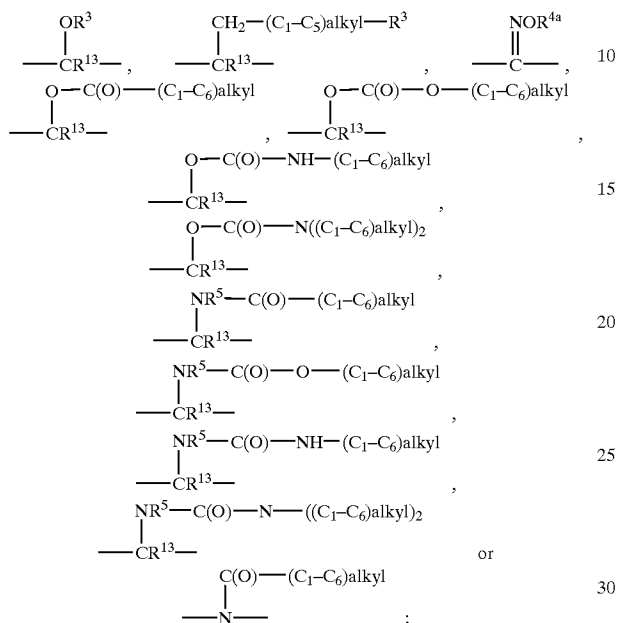 OR³ CH₂—(C₁–C₅)alkyl—R³ NOR⁴ᵃ
—CR¹³—, —CR¹³— , —C—, 10
O—C(O)—(C₁–C₆)alkyl O—C(O)—O—(C₁–C₆)alkyl
—CR¹³— , —CR¹³— ,
O—C(O)—NH—(C₁–C₆)alkyl 15
—CR¹³— ,
O—C(O)—N((C₁–C₆)alkyl)₂
—CR¹³— ,
NR⁵—C(O)—(C₁–C₆)alkyl 20
—CR¹³— ,
NR⁵—C(O)—O—(C₁–C₆)alkyl
—CR¹³— ,
NR⁵—C(O)—NH—(C₁–C₆)alkyl 25
—CR¹³— ,
NR⁵—C(O)—N—((C₁–C₆)alkyl)₂
—CR¹³— or
C(O)—(C₁–C₆)alkyl 30
—N— ;